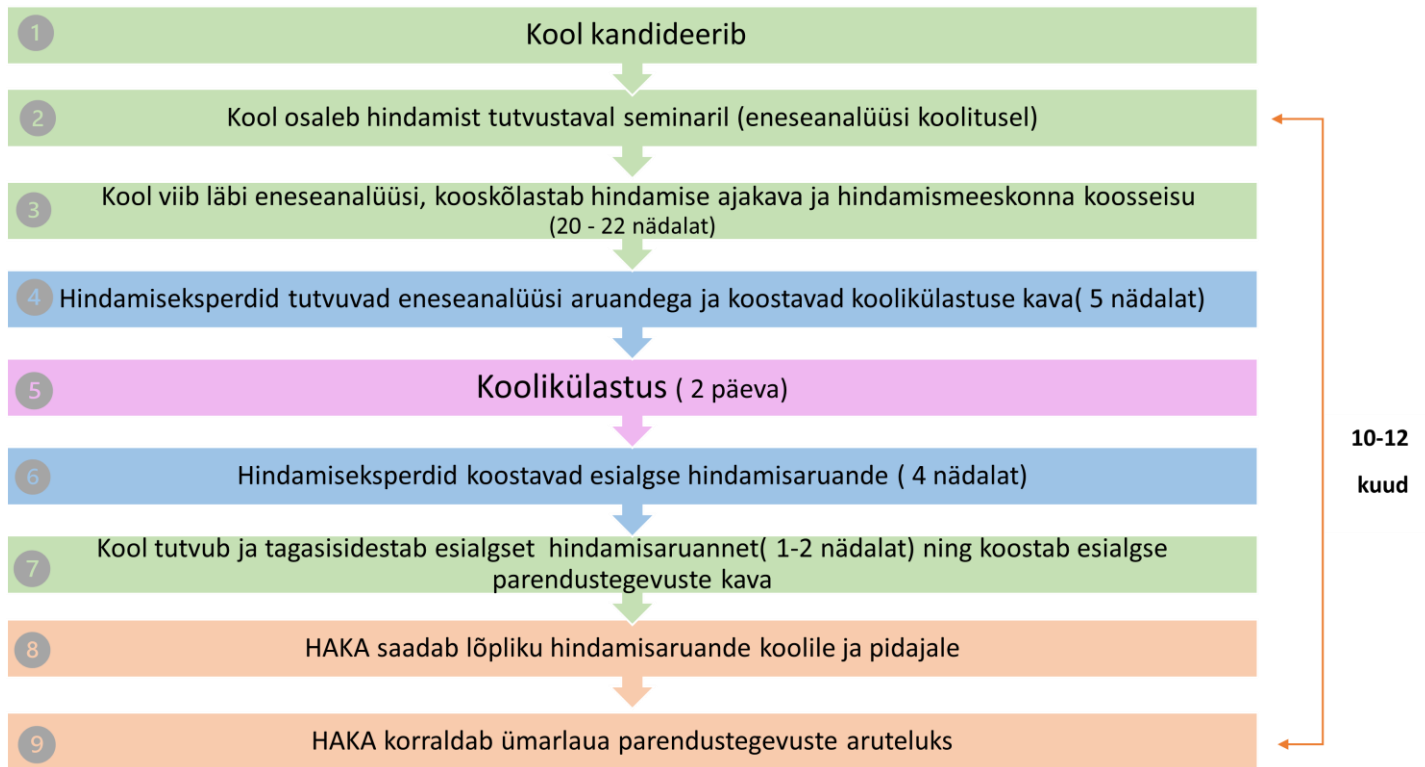 1
Kool kandideerib
2
Kool osaleb hindamist tutvustaval seminaril (eneseanalüüsi koolitusel)
3
Kool viib läbi eneseanalüüsi, kooskõlastab hindamise ajakava ja hindamismeeskonna koosseisu
(20 - 22 nädalat)
4
Hindamiseksperdid tutvuvad eneseanalüüsi aruandega ja koostavad koolikülastuse kava( 5 nädalat)
5
Koolikülastus ( 2 päeva)
6
Hindamiseksperdid koostavad esialgse hindamisaruande ( 4 nädalat)
7
Kool tutvub ja tagasisidestab esialgset hindamisaruannet( 1-2 nädalat) ning koostab esialgse
parendustegevuste kava
8
HAKA saadab lõpliku hindamisaruande koolile ja pidajale
9
HAKA korraldab ümarlaua parendustegevuste aruteluks
10-12
kuud